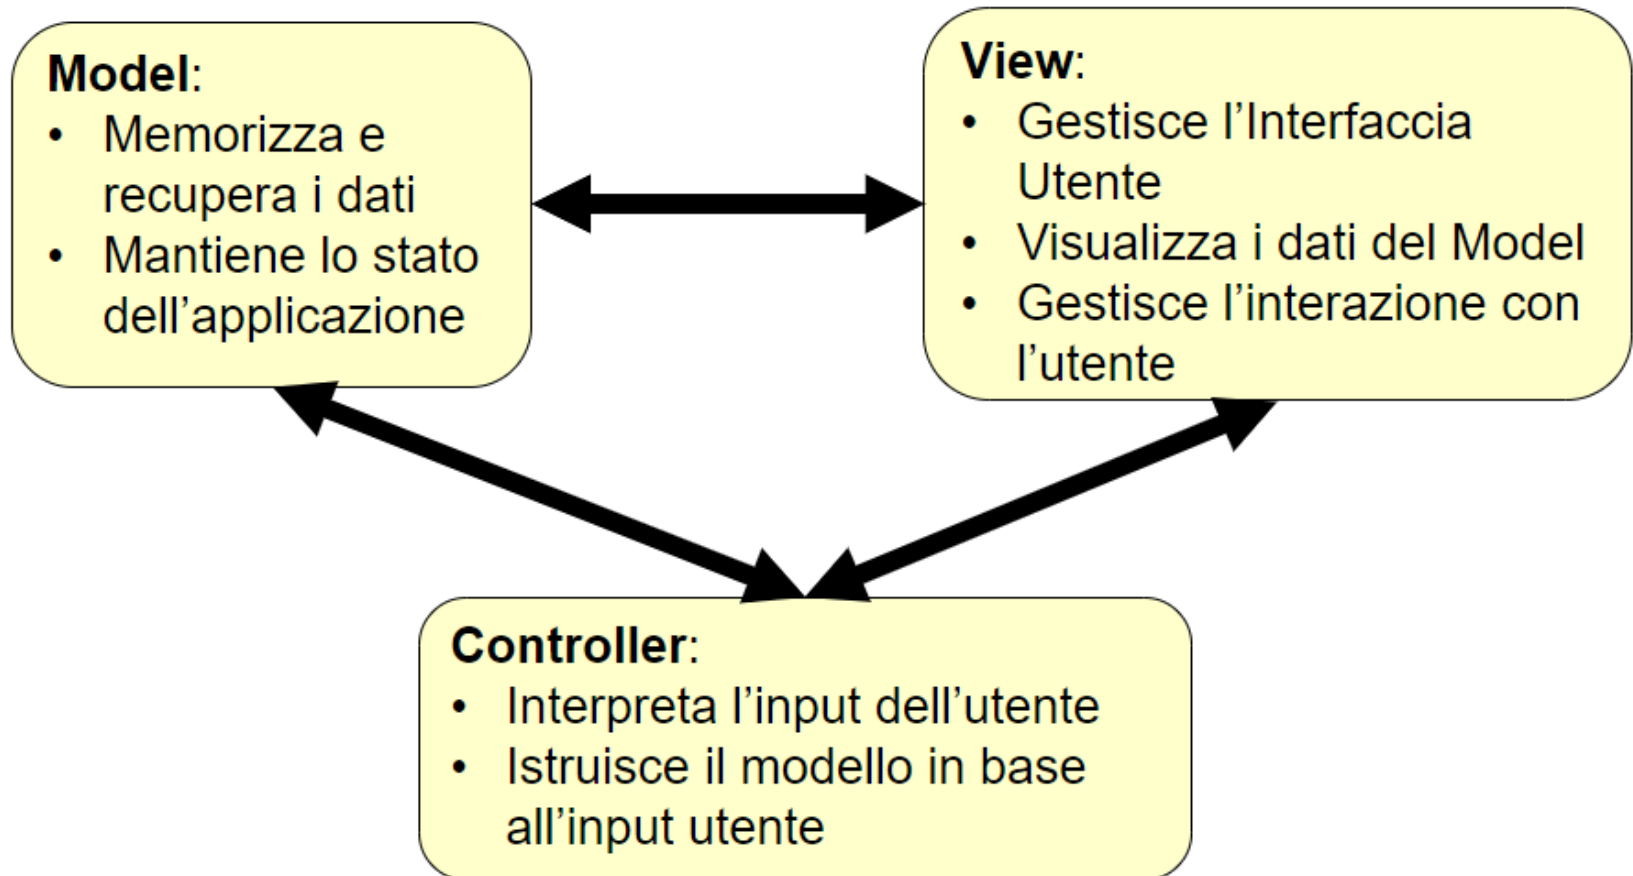 Model:
• Memorizza e
recupera i dati
• Mantiene lo stato
dell’applicazione
View:
• Gestisce l’Interfaccia
Utente
• Visualizza i dati del Model
• Gestisce l’interazione con
l’utente
Controller:
• Interpreta l’input dell’utente
• Istruisce il modello in base
all’input utente